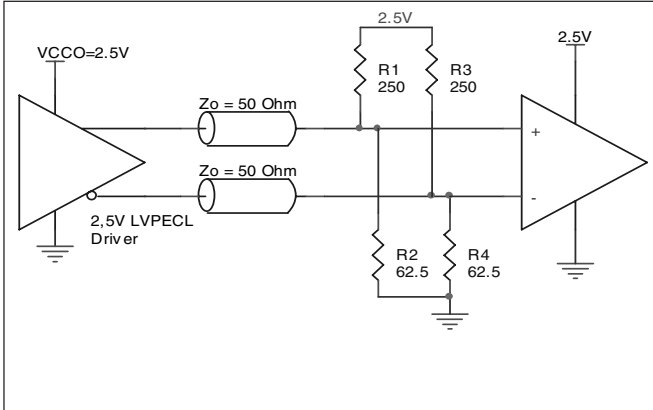 2.5V
VCCO=2.5V
2.5V
R1
250
R3
250
Zo = 50 Ohm
+
Zo = 50 Ohm
-
2,5V LVPECL
Driver
R2
62.5
R4
62.5